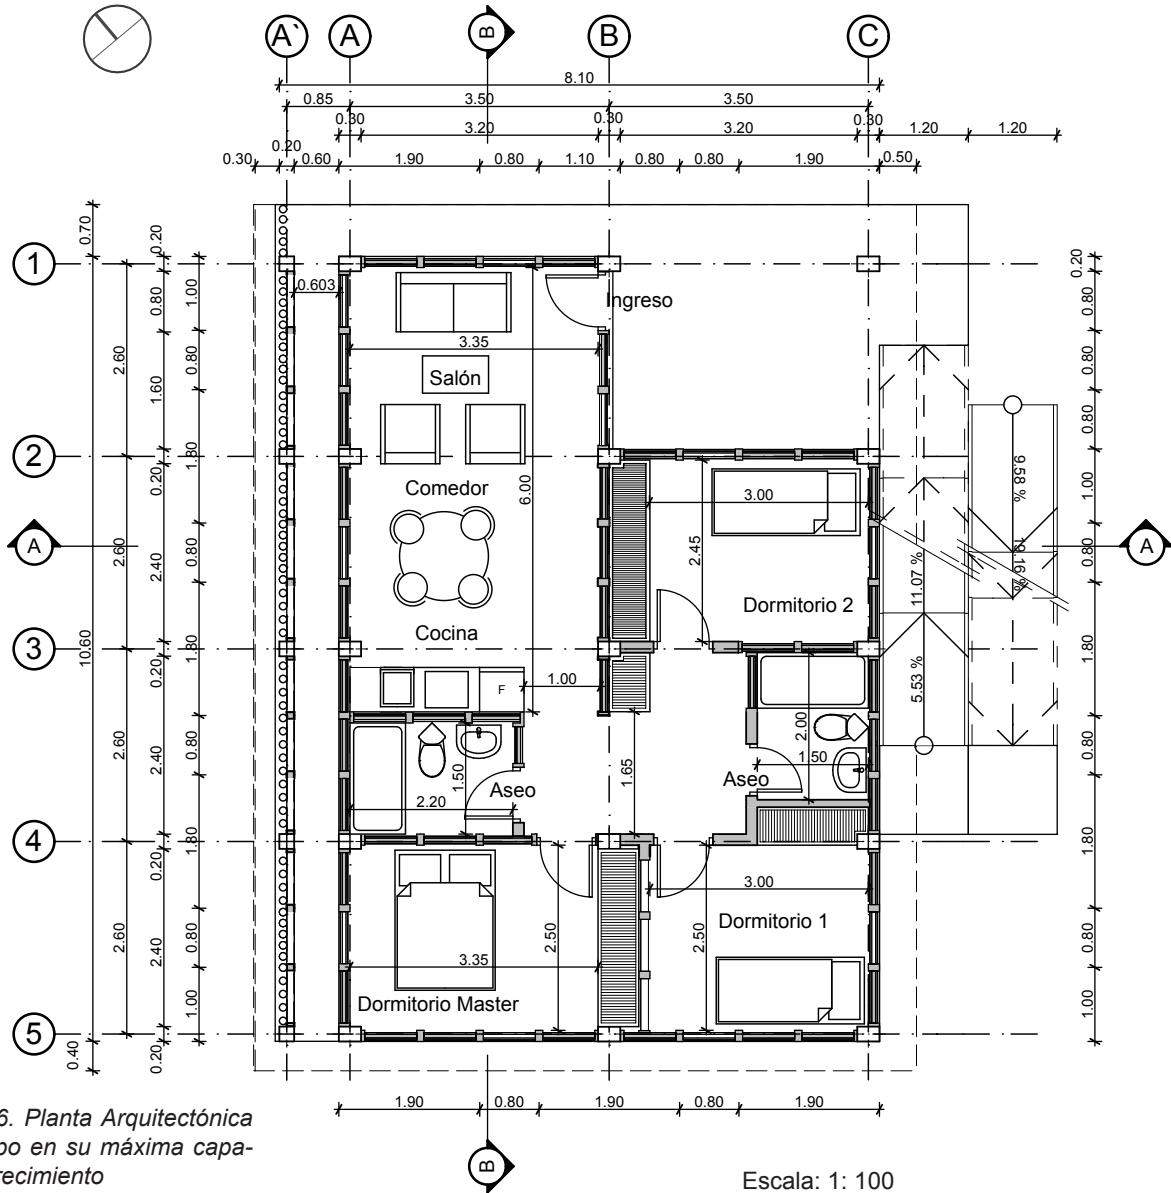 A` A B B C
8.10
0.85 3.50 3.50
0.30 3.20 0.30 3.20 0.30 1.20 1.20
0.30 0.20 0.60 1.90 0.80 1.10 0.80 0.80 1.90 0.50
0.70 0.20
1
0.20
0.603 Ingreso
2.60 0.80 1.00 0.80
3.35
1.60 0.80 0.80
Salón
0.80
2
1.80
0.20
Comedor 6.00 3.00 9.58 % 1.00
A A
2.60 2.40 0.80 2.45 11.07 % 19.16 % 0.80
Dormitorio 2
Cocina
3
10.60 0.20 1.80 1.80
F 1.00 5.53 %
2.60 2.40 0.80 1.50 1.65 2.00 1.50 0.80
Aseo Aseo
2.20
4
1.80 1.80
0.20
3.00
Dormitorio 1
2.60 2.40 0.80 2.50 2.50 0.80
3.35
Dormitorio Master
1.00 1.00
5
0.40 0.20
1.90 0.80 1.90 0.80 1.90
6. Planta Arquitectónica
po en su máxima capa-
recimiento
B
Escala: 1: 100